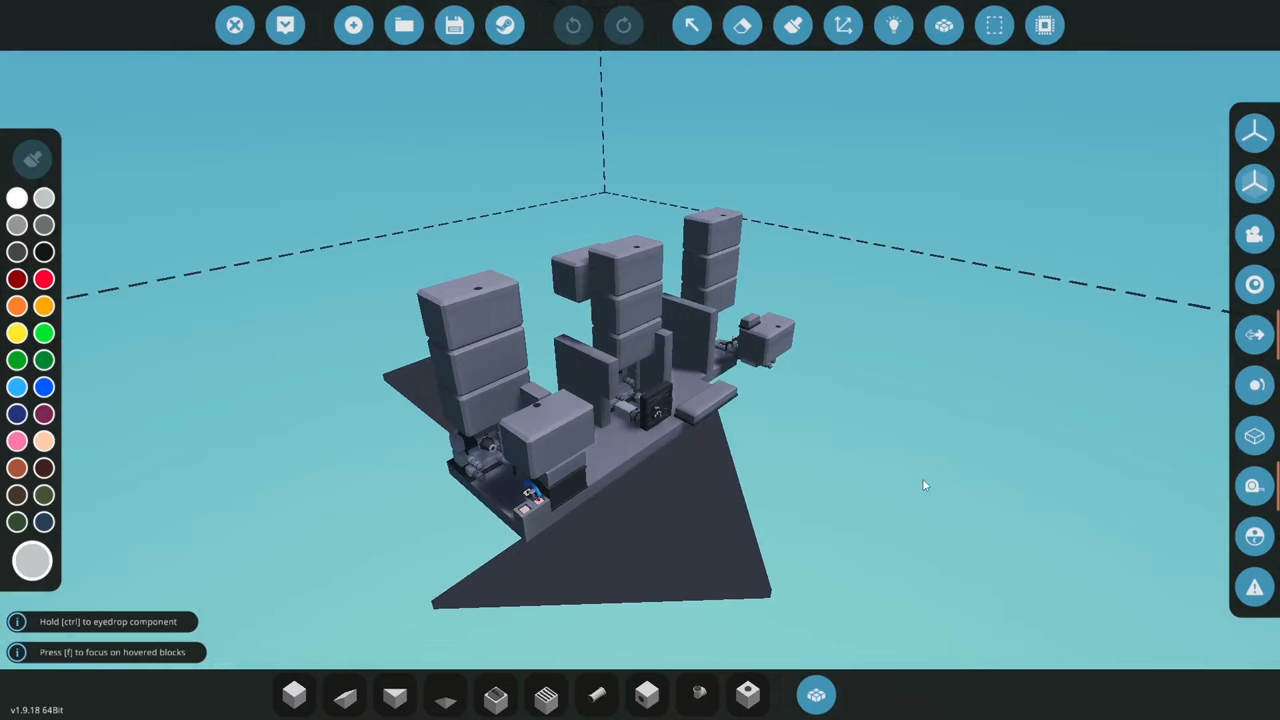 Hold [ctrl] to eyedrop component
Press [f] to focus on hovered blocks
v1.9.18 64Bit